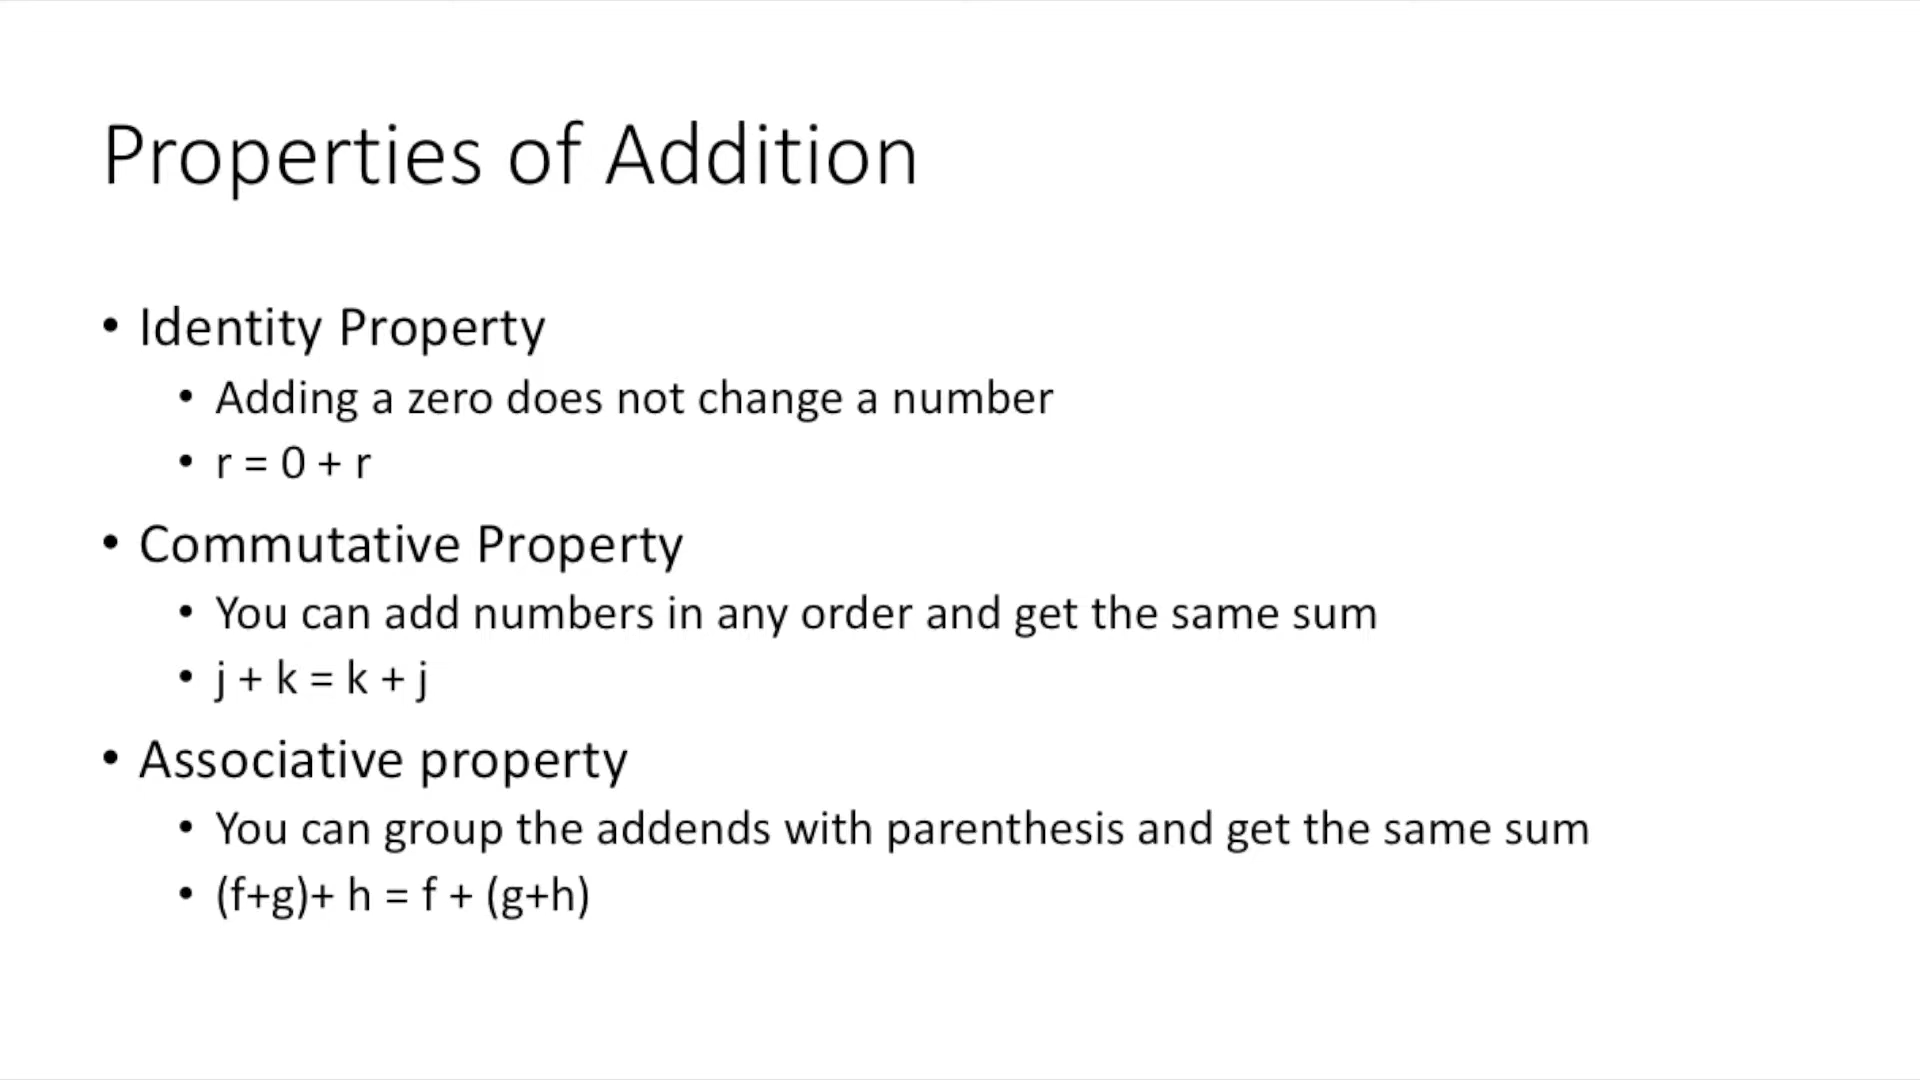 Properties of Addition
• Identity Property
• Adding a zero does not change a number
• r = 0 + r
• Commutative Property
• You can add numbers in any order and get the same sum
• j + k = k + j
• Associative property
• You can group the addends with parenthesis and get the same sum
• (f+g)+ h = f + (g+h)